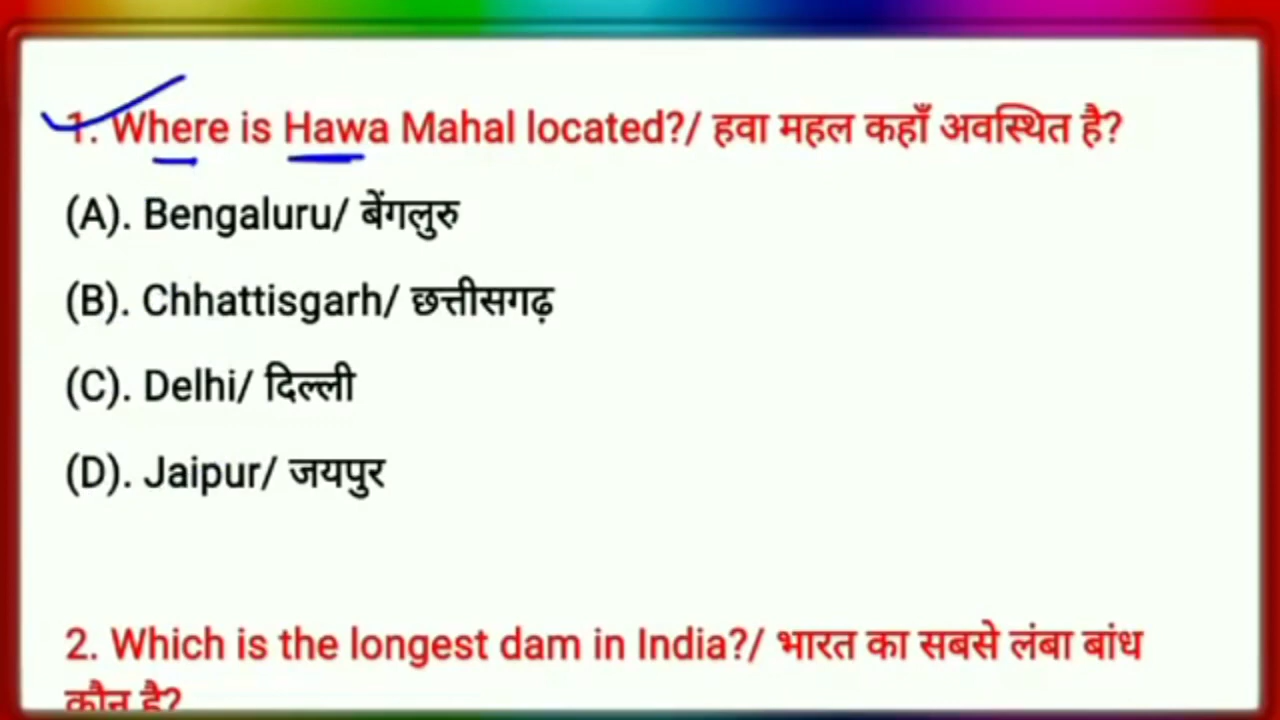 1. Where is Hawa Mahal located?/ हवा महल कहाँ अवस्थित है?
(A). Bengaluru/ बेंगलुरु
(B). Chhattisgarh/ छत्तीसगढ़
(C). Delhi/ दिल्ली
(D). Jaipur/ जयपुर
2. Which is the longest dam in India?/ भारत का सबसे लंबा बांध
कौन है?